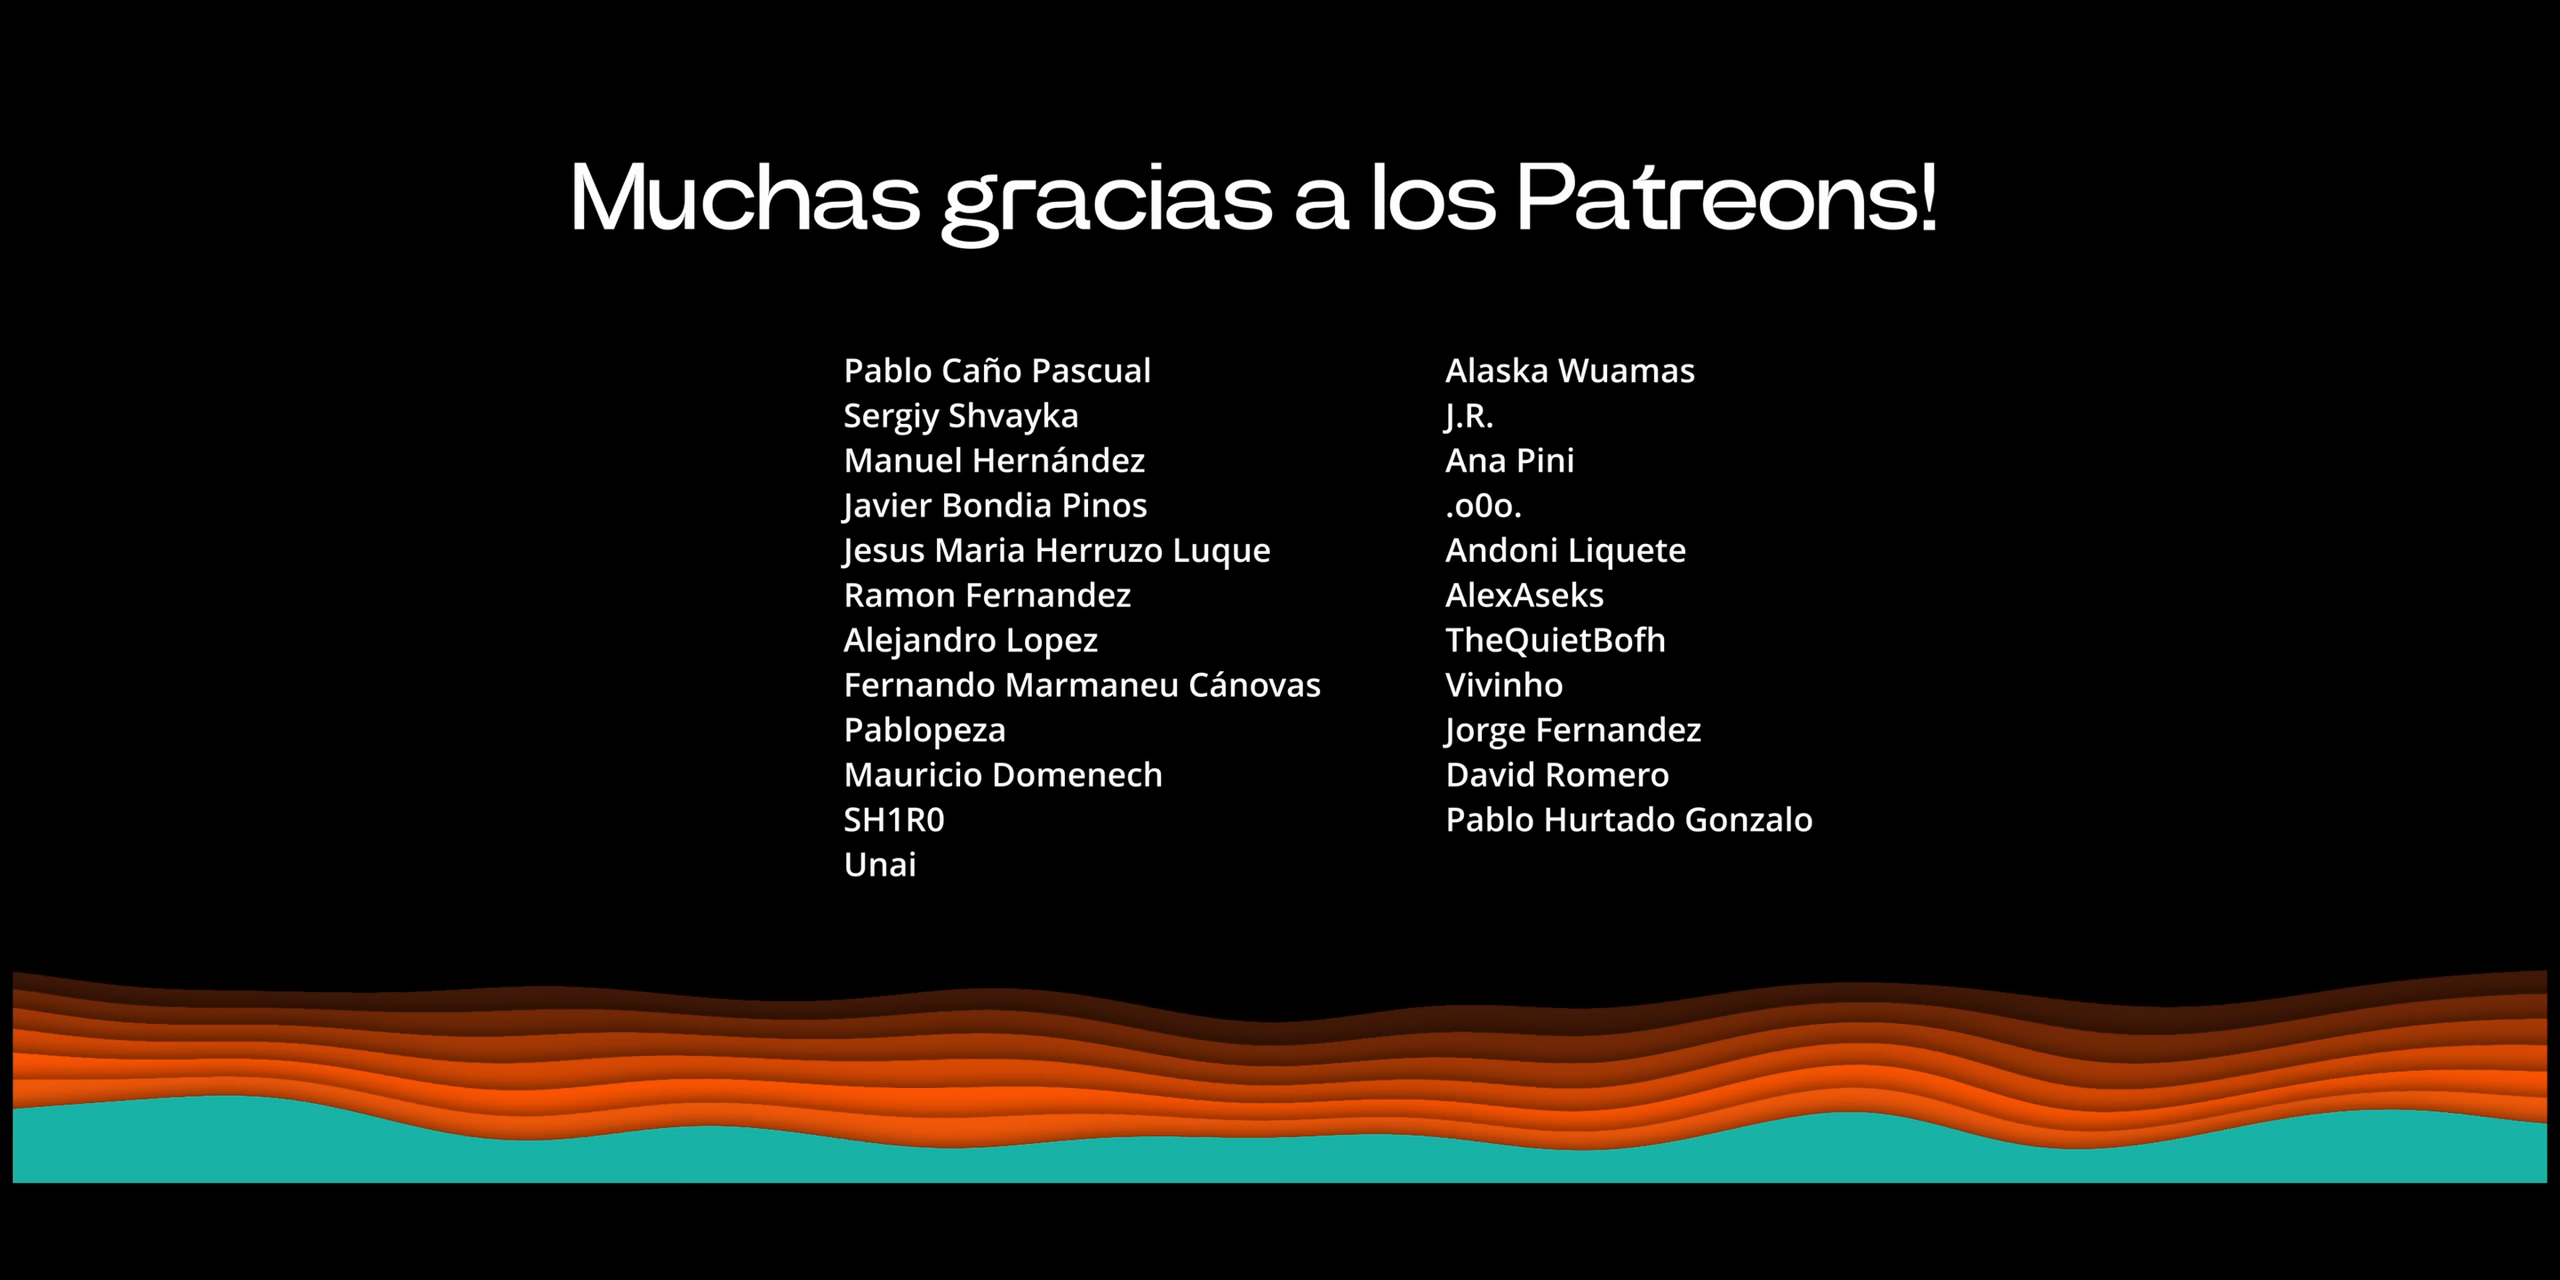 Muchas gracias a los Patreons!
Pablo Caño Pascual
Sergiy Shvayka
Manuel Hernández
Javier Bondia Pinos
Jesus Maria Herruzo Luque
Ramon Fernandez
Alejandro Lopez
Fernando Marmaneu Cánovas
Pablopeza
Mauricio Domenech
SH1R0
Unai
Alaska Wuamas
J.R.
Ana Pini
.o0o.
Andoni Liquete
AlexAseks
TheQuietBofh
Vivinho
Jorge Fernandez
David Romero
Pablo Hurtado Gonzalo